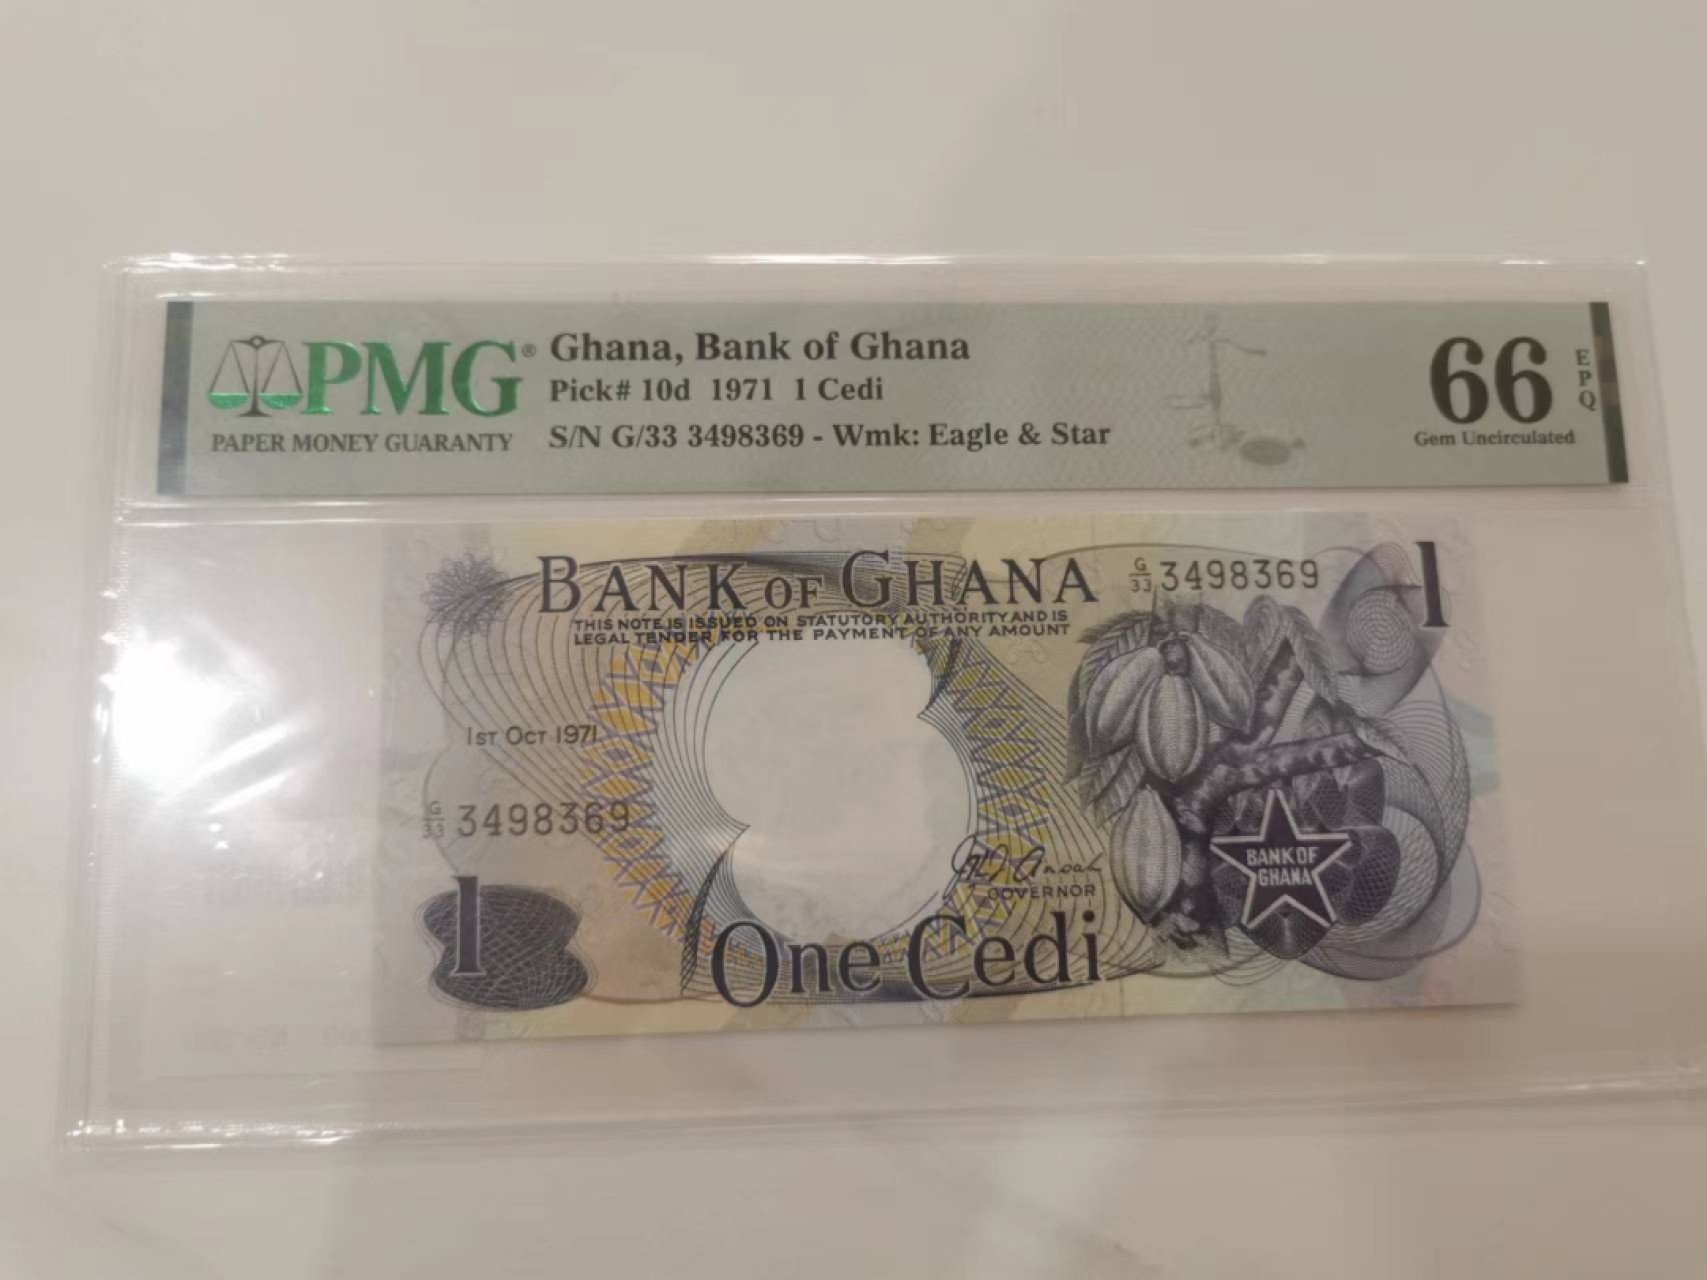 PMG®
PAPER MONEY GUARANTY
Ghana, Bank of Ghana
Pick# 10d 1971 1 Cedi
S/N G/33 3498369 - Wmk: Eagle & Star
66
EPQ
Gem Uncirculated
BANK OF GHANA
G/33 3498369
1
THIS NOTE IS ISSUED ON STATUTORY AUTHORITY AND IS
LEGAL TENDER FOR THE PAYMENT OF ANY AMOUNT
1ST OCT 1971
G/33 3498369
GOVERNOR
BANK OF
GHANA
1
One Cedi